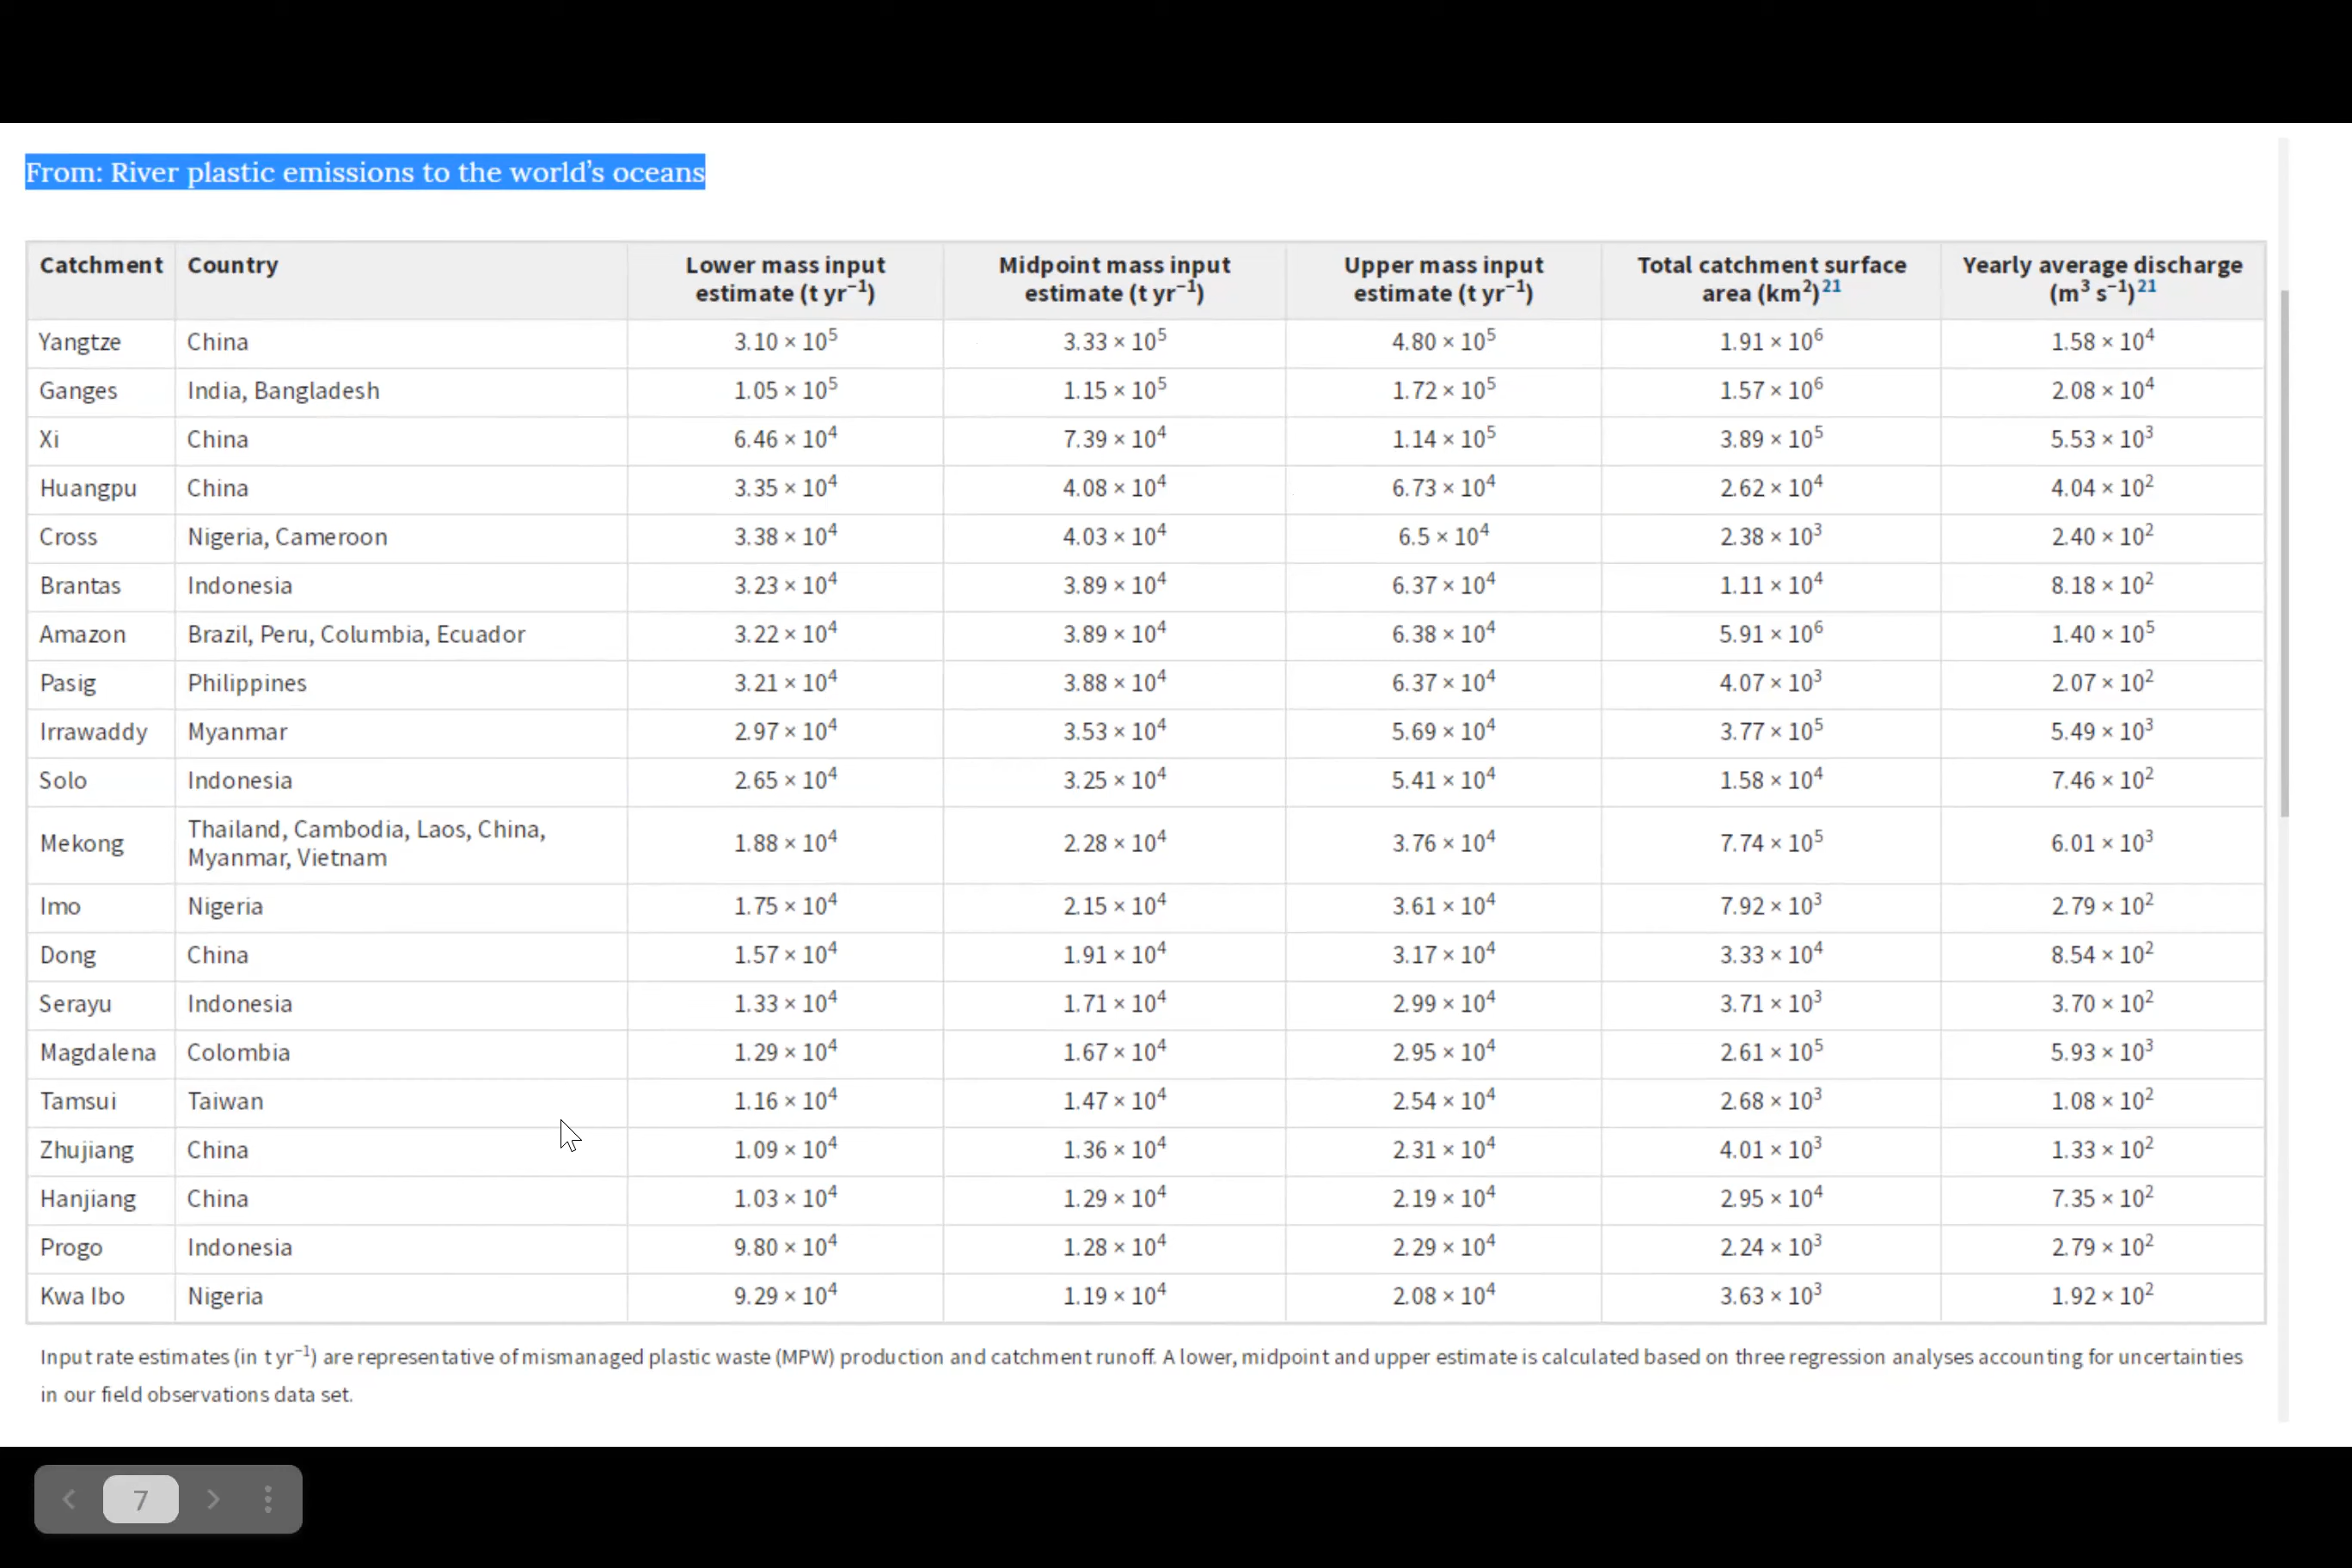 From: River plastic emissions to the world's oceans
Catchment Country Lower mass input estimate (t yr⁻¹) Midpoint mass input estimate (t yr⁻¹) Upper mass input estimate (t yr⁻¹) Total catchment surface area (km²)²¹ Yearly average discharge (m³ s⁻¹)²¹
Yangtze China 3.10 × 10⁵ 3.33 × 10⁵ 4.80 × 10⁵ 1.91 × 10⁶ 1.58 × 10⁴
Ganges India, Bangladesh 1.05 × 10⁵ 1.15 × 10⁵ 1.72 × 10⁵ 1.57 × 10⁶ 2.08 × 10⁴
Xi China 6.46 × 10⁴ 7.39 × 10⁴ 1.14 × 10⁵ 3.89 × 10⁵ 5.53 × 10³
Huangpu China 3.35 × 10⁴ 4.08 × 10⁴ 6.73 × 10⁴ 2.62 × 10⁴ 4.04 × 10²
Cross Nigeria, Cameroon 3.38 × 10⁴ 4.03 × 10⁴ 6.5 × 10⁴ 2.38 × 10³ 2.40 × 10²
Brantas Indonesia 3.23 × 10⁴ 3.89 × 10⁴ 6.37 × 10⁴ 1.11 × 10⁴ 8.18 × 10²
Amazon Brazil, Peru, Columbia, Ecuador 3.22 × 10⁴ 3.89 × 10⁴ 6.38 × 10⁴ 5.91 × 10⁶ 1.40 × 10⁵
Pasig Philippines 3.21 × 10⁴ 3.88 × 10⁴ 6.37 × 10⁴ 4.07 × 10³ 2.07 × 10²
Irrawaddy Myanmar 2.97 × 10⁴ 3.53 × 10⁴ 5.69 × 10⁴ 3.77 × 10⁵ 5.49 × 10³
Solo Indonesia 2.65 × 10⁴ 3.25 × 10⁴ 5.41 × 10⁴ 1.58 × 10⁴ 7.46 × 10²
Mekong Thailand, Cambodia, Laos, China, Myanmar, Vietnam 1.88 × 10⁴ 2.28 × 10⁴ 3.76 × 10⁴ 7.74 × 10⁵ 6.01 × 10³
Imo Nigeria 1.75 × 10⁴ 2.15 × 10⁴ 3.61 × 10⁴ 7.92 × 10³ 2.79 × 10²
Dong China 1.57 × 10⁴ 1.91 × 10⁴ 3.17 × 10⁴ 3.33 × 10⁴ 8.54 × 10²
Serayu Indonesia 1.33 × 10⁴ 1.71 × 10⁴ 2.99 × 10⁴ 3.71 × 10³ 3.70 × 10²
Magdalena Colombia 1.29 × 10⁴ 1.67 × 10⁴ 2.95 × 10⁴ 2.61 × 10⁵ 5.93 × 10³
Tamsui Taiwan 1.16 × 10⁴ 1.47 × 10⁴ 2.54 × 10⁴ 2.68 × 10³ 1.08 × 10²
Zhujiang China 1.09 × 10⁴ 1.36 × 10⁴ 2.31 × 10⁴ 4.01 × 10³ 1.33 × 10²
Hanjiang China 1.03 × 10⁴ 1.29 × 10⁴ 2.19 × 10⁴ 2.95 × 10⁴ 7.35 × 10²
Progo Indonesia 9.80 × 10⁴ 1.28 × 10⁴ 2.29 × 10⁴ 2.24 × 10³ 2.79 × 10²
Kwa Ibo Nigeria 9.29 × 10⁴ 1.19 × 10⁴ 2.08 × 10⁴ 3.63 × 10³ 1.92 × 10²
Input rate estimates (in t yr⁻¹) are representative of mismanaged plastic waste (MPW) production and catchment runoff. A lower, midpoint and upper estimate is calculated based on three regression analyses accounting for uncertainties
in our field observations data set.
7